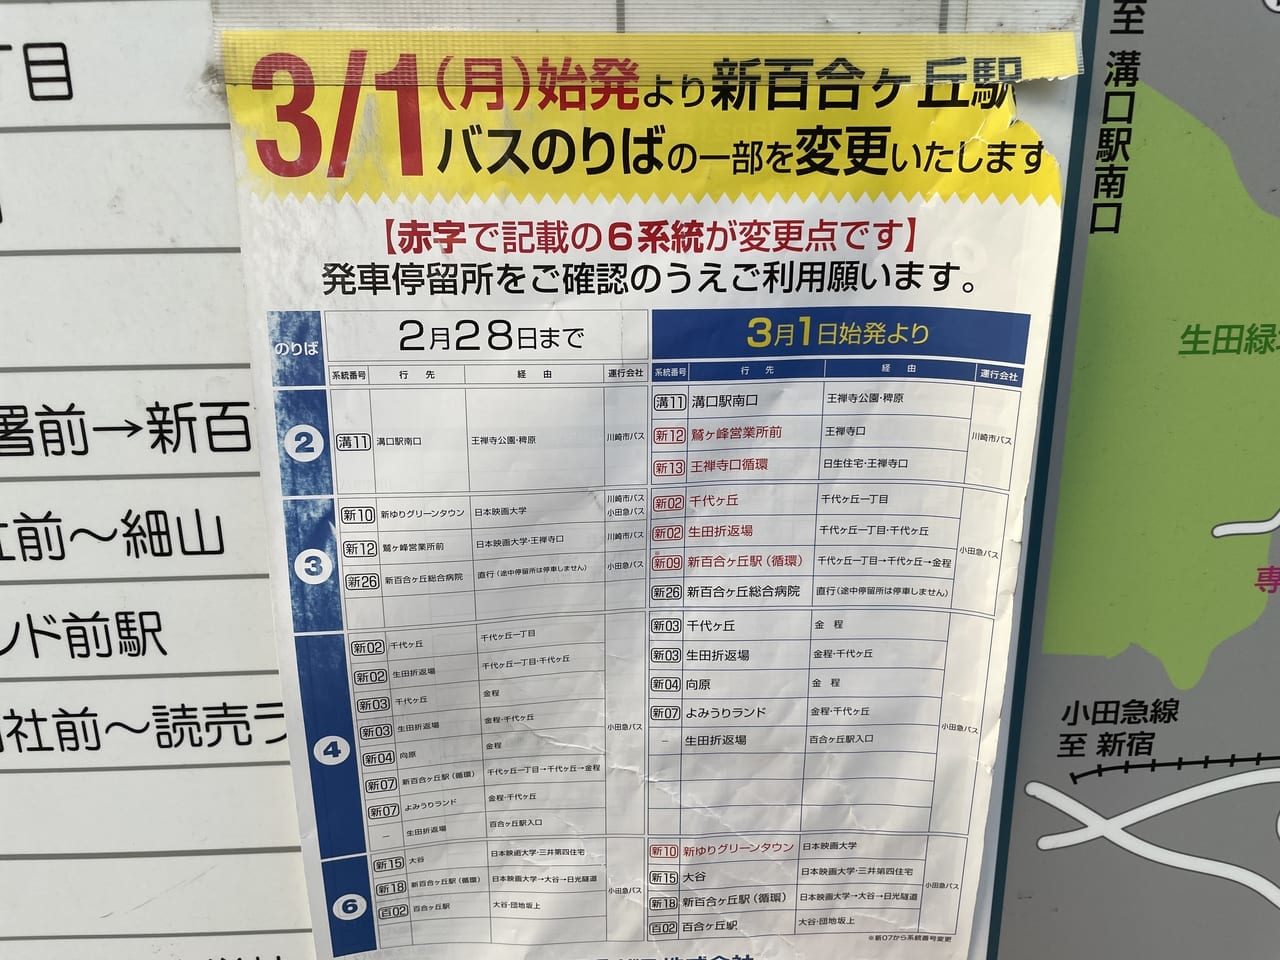 3/1(月)始発より新百合ヶ丘駅
バスのりばの一部を変更いたします
【赤字で記載の6系統が変更点です】
発車停留所をご確認のうえご利用願います。
のりば 2月28日まで 3月1日始発より
系統番号 行先 経由 運行会社 系統番号 行先 経由 運行会社
2
溝11 溝口駅南口 王禅寺公園・稗原 川崎市バス
溝11 溝口駅南口 王禅寺公園・稗原
新12 鷲ヶ峰営業所前 王禅寺口
新13 王禅寺口循環 日生住宅・王禅寺口
川崎市バス
3
新10 新ゆりグリーンタウン 日本映画大学 川崎市バス 小田急バス
新12 鷲ヶ峰営業所前 日本映画大学・王禅寺口 川崎市バス
新26 新百合ヶ丘総合病院 直行(途中停留所は停車しません) 小田急バス
新02 千代ヶ丘 千代ヶ丘一丁目
新02 生田折返場 千代ヶ丘一丁目・千代ヶ丘
新09 新百合ヶ丘駅(循環) 千代ヶ丘一丁目→千代ヶ丘→金程
新26 新百合ヶ丘総合病院 直行(途中停留所は停車しません)
小田急バス
4
新02 千代ヶ丘 千代ヶ丘一丁目
新02 生田折返場 千代ヶ丘一丁目・千代ヶ丘
新03 千代ヶ丘 金程
新03 生田折返場 金程・千代ヶ丘
新04 向原 金程
新07 新百合ヶ丘駅(循環) 千代ヶ丘一丁目→千代ヶ丘→金程
新07 よみうりランド 金程・千代ヶ丘
− 生田折返場 百合ヶ丘駅入口
小田急バス
新03 千代ヶ丘 金程
新03 生田折返場 金程・千代ヶ丘
新04 向原 金程
新07 よみうりランド 金程・千代ヶ丘
− 生田折返場 百合ヶ丘駅入口
小田急バス
6
新15 大谷 日本映画大学・三井第四住宅
新18 新百合ヶ丘駅(循環) 日本映画大学→大谷→日光隧道
百02 百合ヶ丘駅 大谷・団地坂上
小田急バス
新10 新ゆりグリーンタウン 日本映画大学
新15 大谷 日本映画大学・三井第四住宅
新18 新百合ヶ丘駅(循環) 日本映画大学→大谷→日光隧道
百02 百合ヶ丘駅 大谷・団地坂上
小田急バス
※新07から系統番号変更
丁目
署前→新百
前〜細山
ンド前駅
社前〜読売ラ
至 溝口駅南口
生田緑
専
小田急線
至 新宿